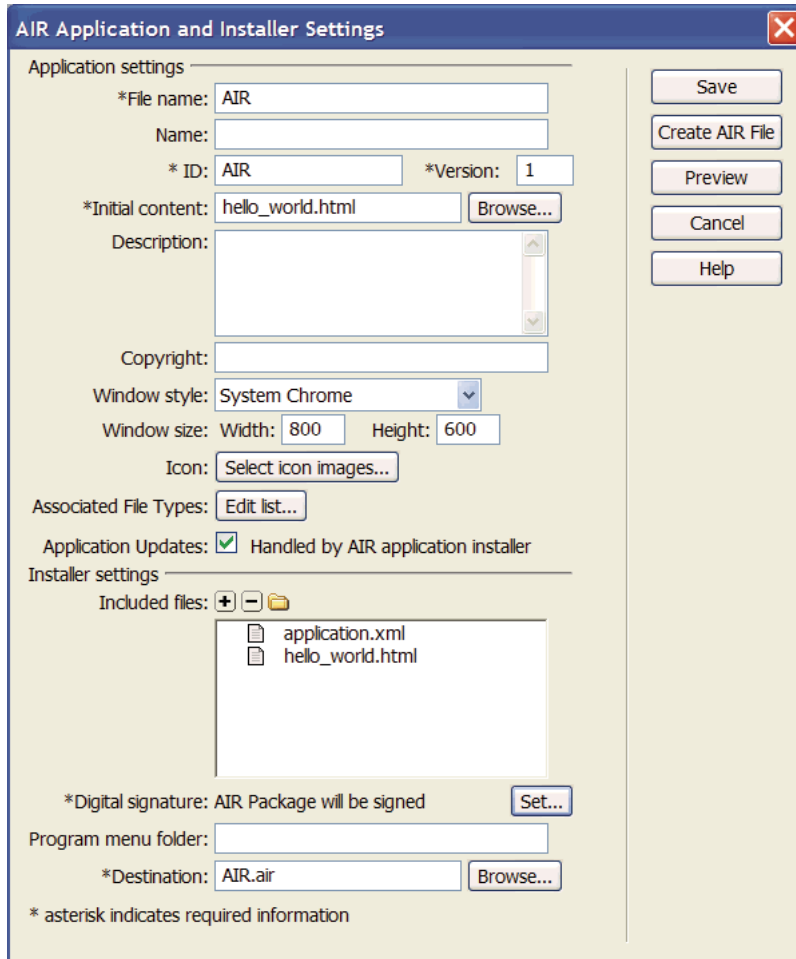 AIR Application and Installer Settings
Application settings
*File name: AIR
Name:
* ID: AIR *Version: 1
*Initial content: hello_world.html Browse...
Description:
Copyright:
Window style: System Chrome
Window size: Width: 800 Height: 600
Icon: Select icon images...
Associated File Types: Edit list...
Application Updates: Handled by AIR application installer
Installer settings
Included files:
application.xml
hello_world.html
*Digital signature: AIR Package will be signed Set...
Program menu folder:
*Destination: AIR.air Browse...
* asterisk indicates required information
Save
Create AIR File
Preview
Cancel
Help